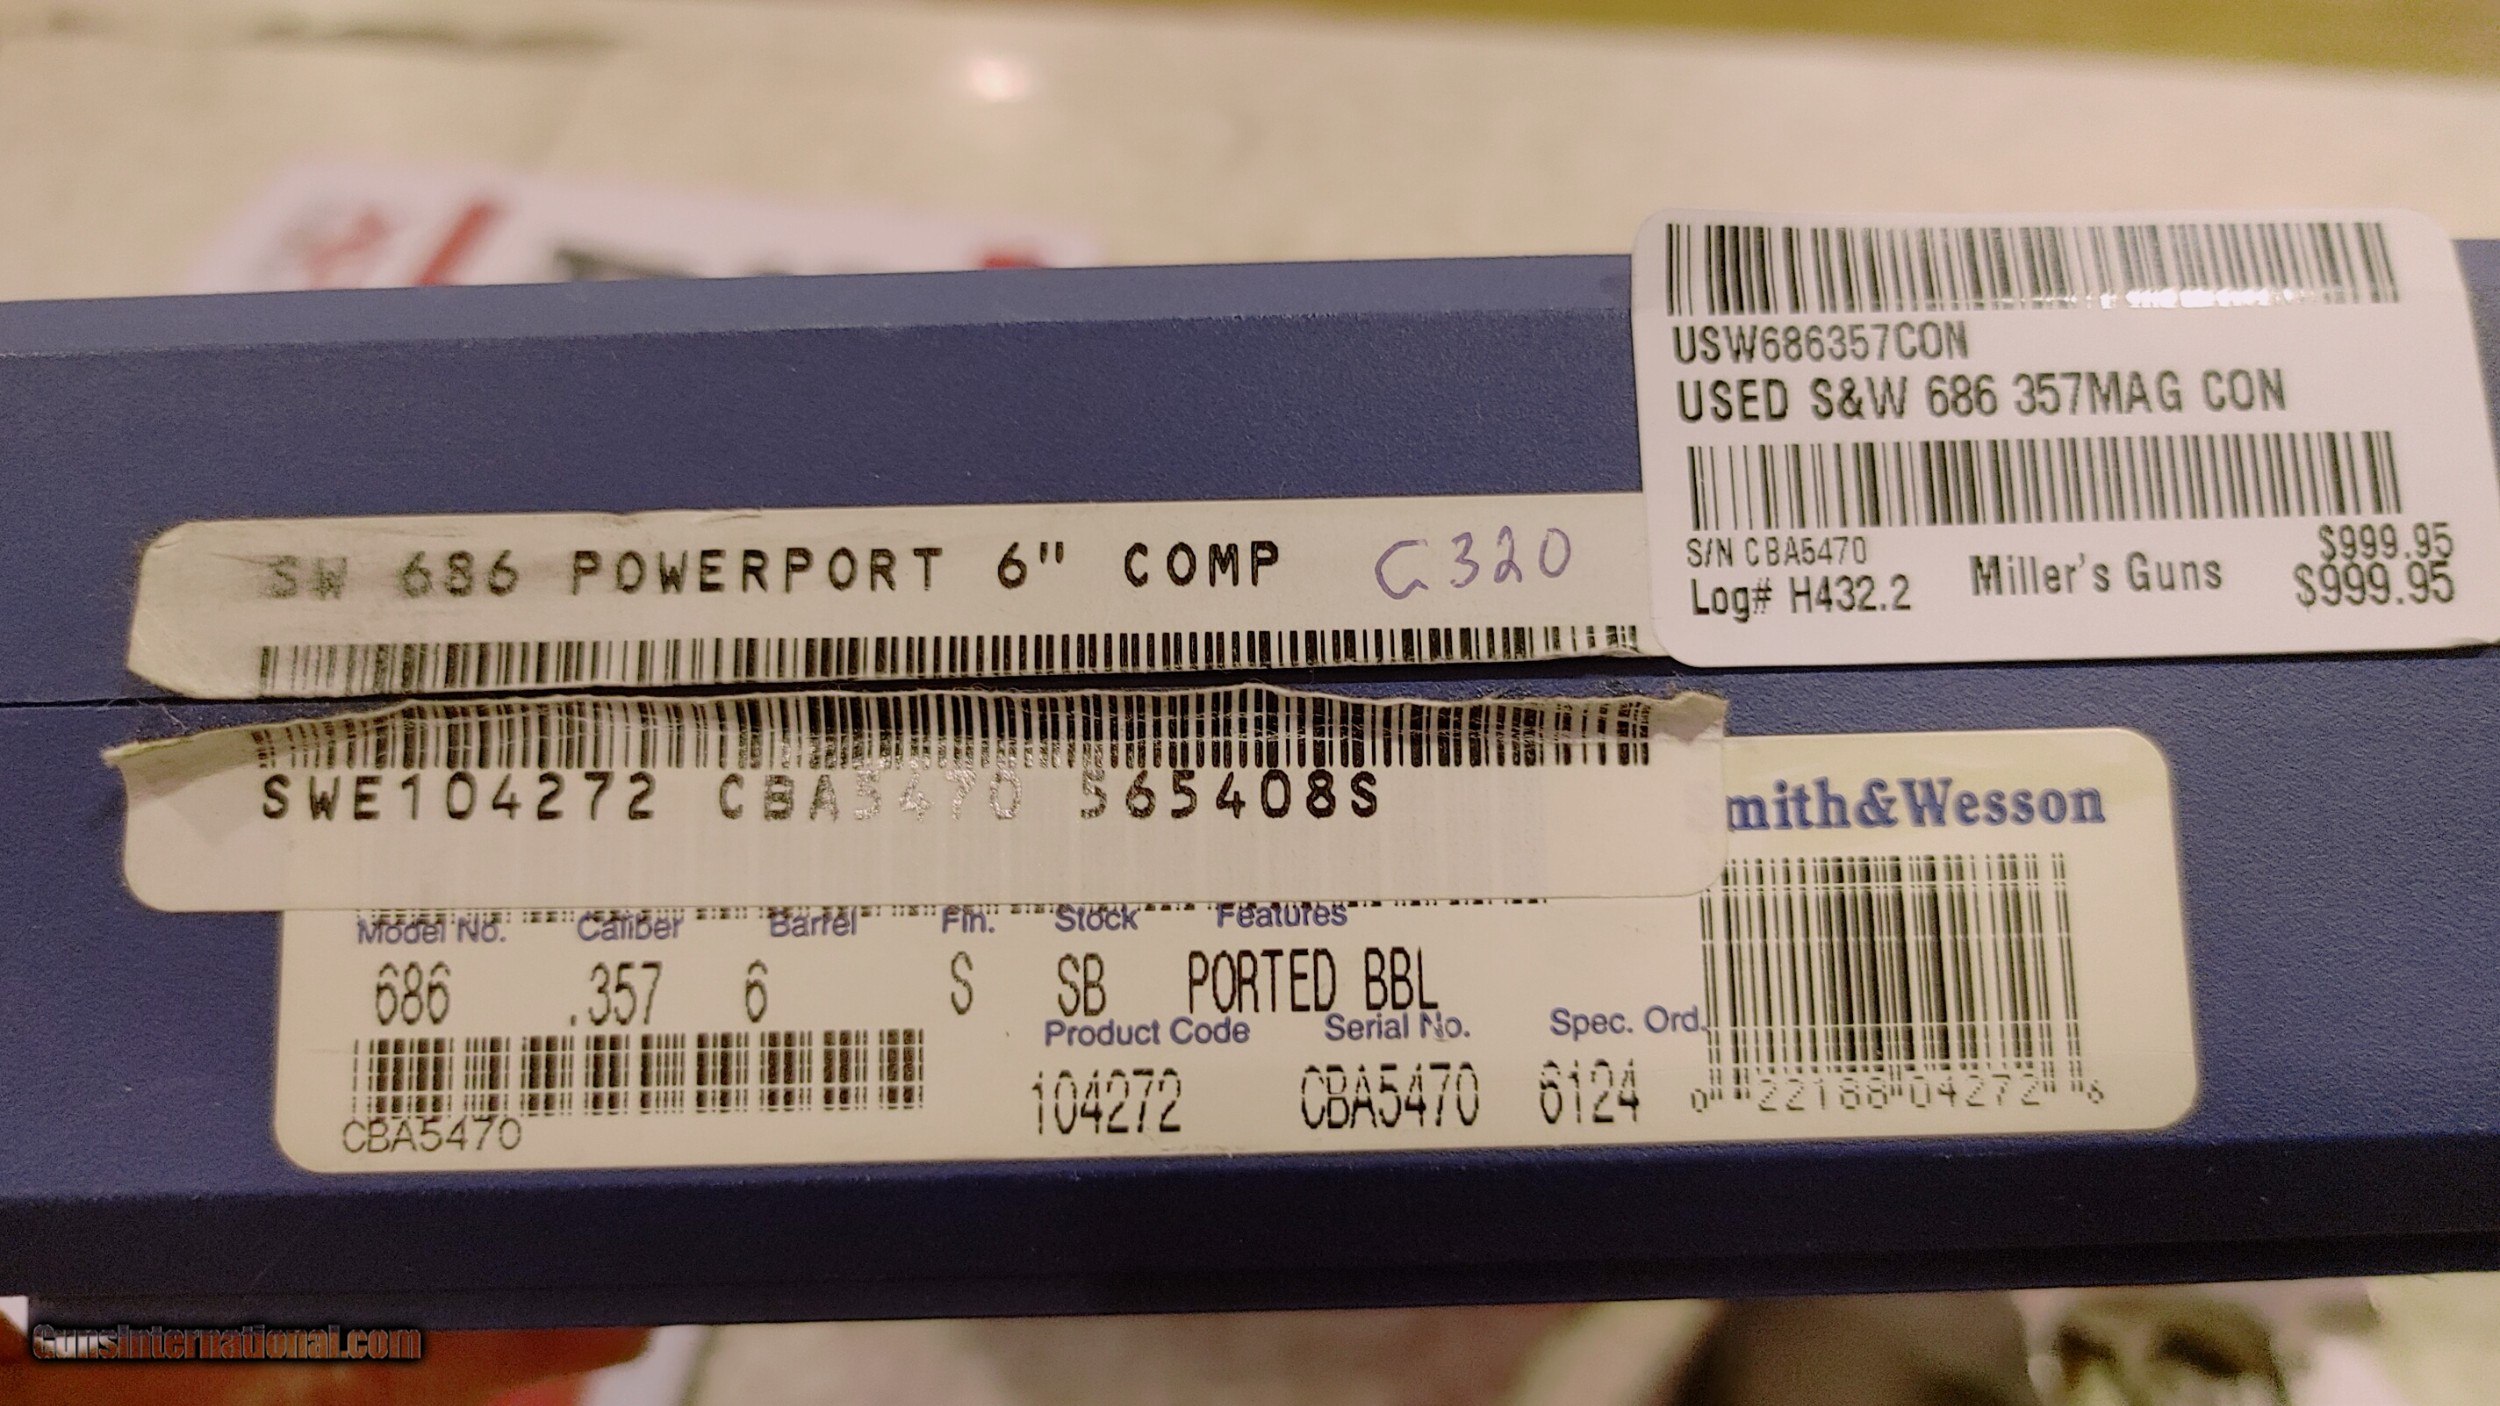 USW686357CON
USED S&W 686 357MAG CON
S/N CBA5470
Log# H432.2
Miller's Guns
$999.95
$999.95
SW 686 POWERPORT 6" COMP G320
SWE104272 CBA5470 565408S
mith&Wesson
Model No. Caliber Barrel Fin. Stock Features
686 .357 6 S SB PORTED BBL
Product Code Serial No. Spec. Ord.
104272 CBA5470 6124
CBA5470
0 22188 04272 6
GunsInternational.com